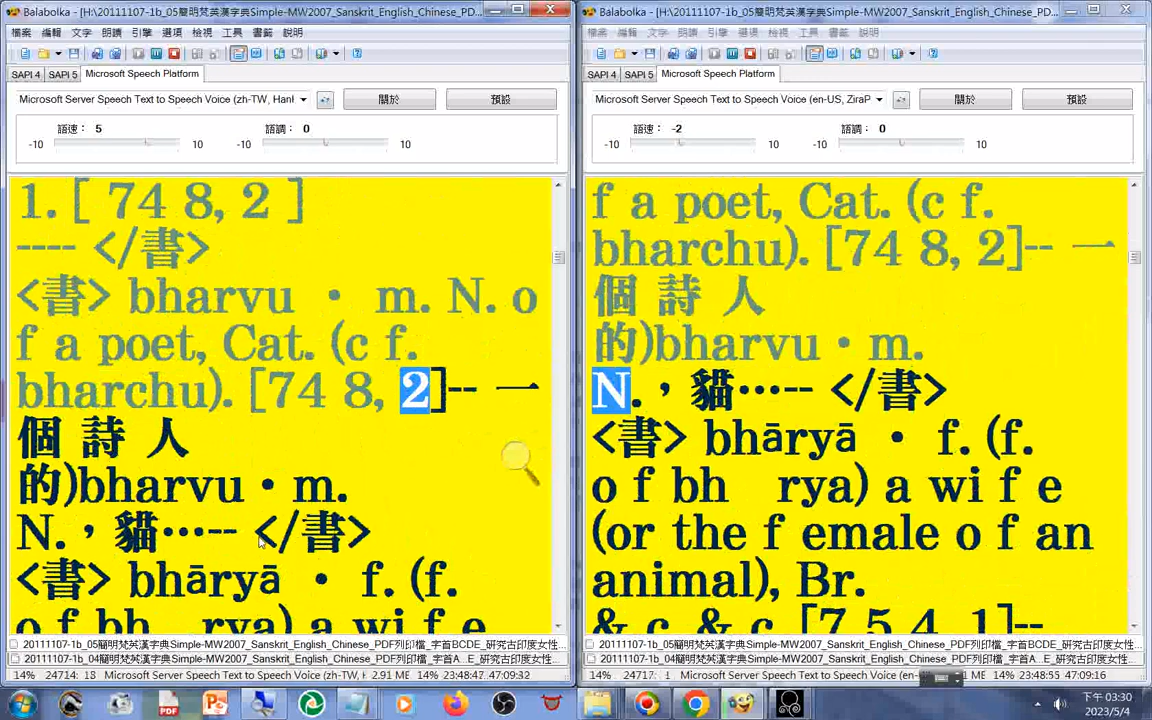 Balabolka - [H:\20111107-1b_05簡明梵英漢字典Simple-MW2007_Sanskrit_English_Chinese_PD...
檔案 編輯 文字 朗讀 引擎 選項 檢視 工具 書籤 說明
SAPI 4 SAPI 5 Microsoft Speech Platform
Microsoft Server Speech Text to Speech Voice (zh-TW, HanI
關於 預設
語速： 5 語調： 0
-10 10 -10 10
1. [ 74 8, 2 ]
---- </書>
<書> bharvu ‧ m. N. o
f a poet, Cat. (c f.
bharchu). [74 8, 2]-- 一
個 詩 人
的)bharvu‧m.
N.，貓…-- </書>
<書> bhāryā ‧ f. (f.
o f bh rya) a wi f e
20111107-1b_05簡明梵英漢字典Simple-MW2007_Sanskrit_English_Chinese_PDF列印檔_字首BCDE_研究古印度女性...
20111107-1b_04簡明梵英漢字典Simple-MW2007_Sanskrit_English_Chinese_PDF列印檔_字首A...E_研究古印度女性...
14% 24714: 18 Microsoft Server Speech Text to Speech Voice (zh-TW, 2.91 ME 14% 23:48:47.47:09:32
Balabolka - [H:\20111107-1b_05簡明梵英漢字典Simple-MW2007_Sanskrit_English_Chinese_PD...
檔案 編輯 文字 朗讀 引擎 選項 檢視 工具 書籤 說明
SAPI 4 SAPI 5 Microsoft Speech Platform
Microsoft Server Speech Text to Speech Voice (en-US, ZiraP
關於 預設
語速： -2 語調： 0
-10 10 -10 10
f a poet, Cat. (c f.
bharchu). [74 8, 2]-- 一
個 詩 人
的)bharvu‧m.
N.，貓…-- </書>
<書> bhāryā ‧ f. (f.
o f bh rya) a wi f e
(or the f emale o f an
animal), Br.
& c. & c. [7 5 4, 1]--
20111107-1b_05簡明梵英漢字典Simple-MW2007_Sanskrit_English_Chinese_PDF列印檔_字首BCDE_研究古印度女性...
20111107-1b_04簡明梵英漢字典Simple-MW2007_Sanskrit_English_Chinese_PDF列印檔_字首A...E_研究古印度女性...
14% 24717: Microsoft Server Speech Text to Speech Voice (en-US, 2.91 ME 14% 23:48:55.47:09:16
PDF
下午 03:30
2023/5/4